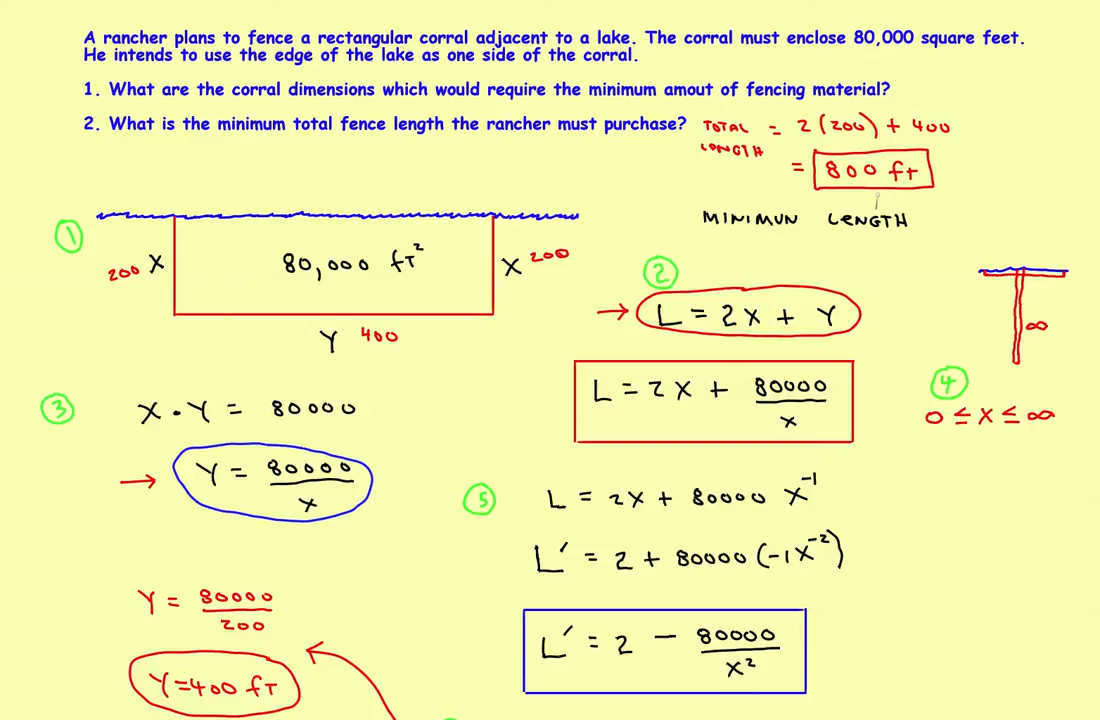 A rancher plans to fence a rectangular corral adjacent to a lake. The corral must enclose 80,000 square feet.
He intends to use the edge of the lake as one side of the corral.
1. What are the corral dimensions which would require the minimum amout of fencing material?
2. What is the minimum total fence length the rancher must purchase?
TOTAL LENGTH = 2(200) + 400
= 800 FT
MINIMUN LENGTH
1
200 X
80,000 FT²
X 200
Y 400
2
→ L = 2X + Y
L = 2X + 80000/X
∞
4
0 ≤ X ≤ ∞
3
X · Y = 80000
→ Y = 80000/X
5
L = 2X + 80000 X⁻¹
L′ = 2 + 80000 (-1X⁻²)
L′ = 2 - 80000/X²
Y = 80000/200
Y=400 FT